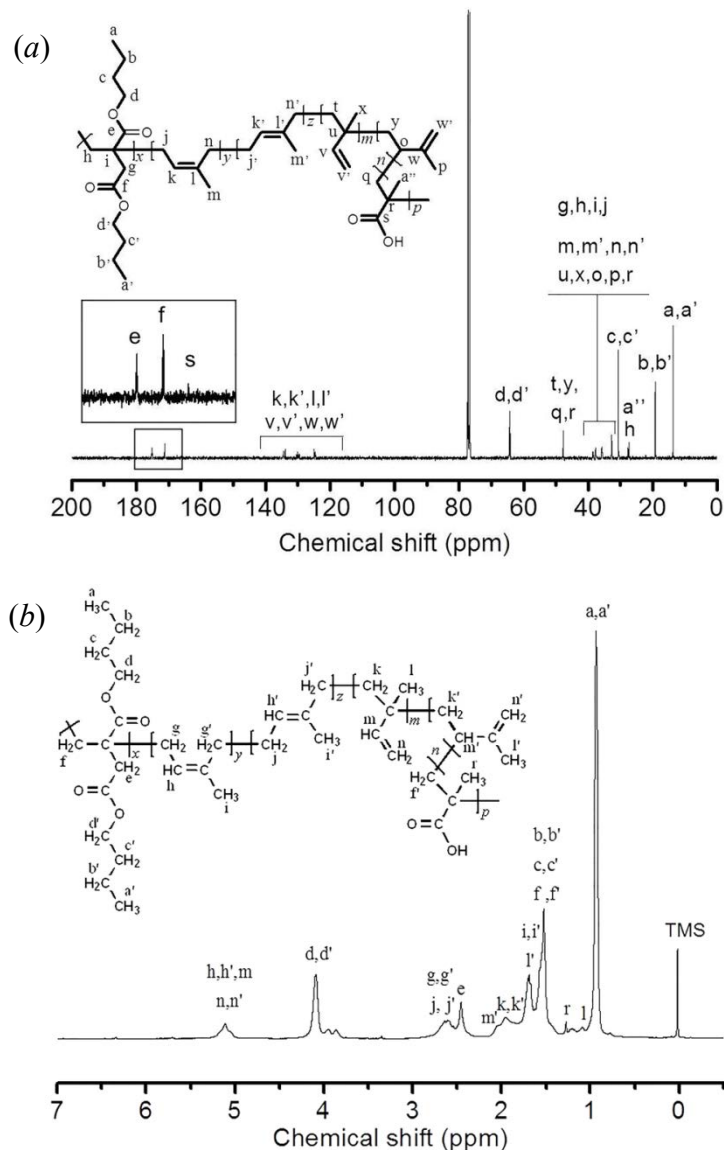 (a)
a
b
c
d
O
e
O
h
i
x
g
f
O
O
d'
c'
b'
a'
j
k
l
m
n
y
j'
k'
l'
m'
n'
z
t
u
x
m
v
v'
y
o
w
w'
p
n
q
a''
r
p
s
O
OH
e
f
s
k,k',l,l'
v,v',w,w'
d,d'
t,y,
q,r
g,h,i,j
m,m',n,n'
u,x,o,p,r
c,c'
a''
h
b,b'
a,a'
200 180 160 140 120 100 80 60 40 20 0
Chemical shift (ppm)
(b)
a
H₃C
b
CH₂
c
H₂C
d
CH₂
O
C
O
H₂C
f
C
x
CH₂
e
O
C
O
d'
H₂C
c'
CH₂
b'
H₂C
a'
CH₃
g
H₂C
CH
h
C
g'
CH₂
y
CH₃
i
CH₂
j
h'
HC
C
CH₃
i'
j'
H₂C
z
k
CH₂
l
CH₃
C
m
m
HC
n
CH₂
k'
CH₂
CH
m'
n'
CH₂
C
l'
CH₃
n
H₂C
f'
r
CH₃
C
p
O
C
OH
h,h',m
n,n'
d,d'
g,g'
j, j'
e
m'
k,k'
i,i'
l'
b,b'
c,c'
f ,f'
r
l
a,a'
TMS
7 6 5 4 3 2 1 0
Chemical shift (ppm)